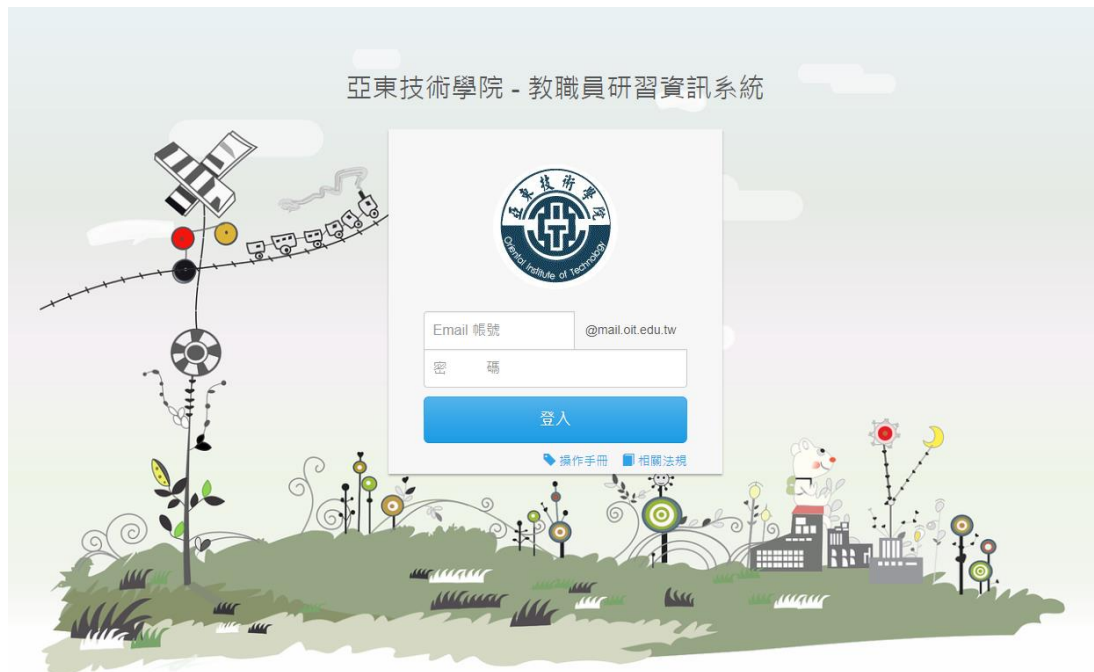 亞東技術學院 - 教職員研習資訊系統
亞東技術學院
Oriental Institute of Technology
Email 帳號 @mail.oit.edu.tw
密 碼
登入
操作手冊 相關法規